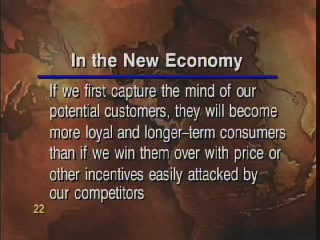 In the New Economy
If we first capture the mind of our
potential customers, they will become
more loyal and longer–term consumers
than if we win them over with price or
other incentives easily attacked by
our competitors
22